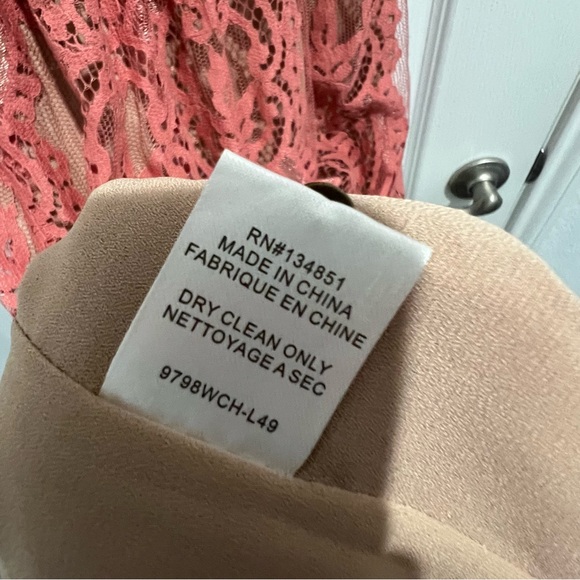 RN#134851
MADE IN CHINA
FABRIQUE EN CHINE
DRY CLEAN ONLY
NETTOYAGE A SEC
9798WCH-L49